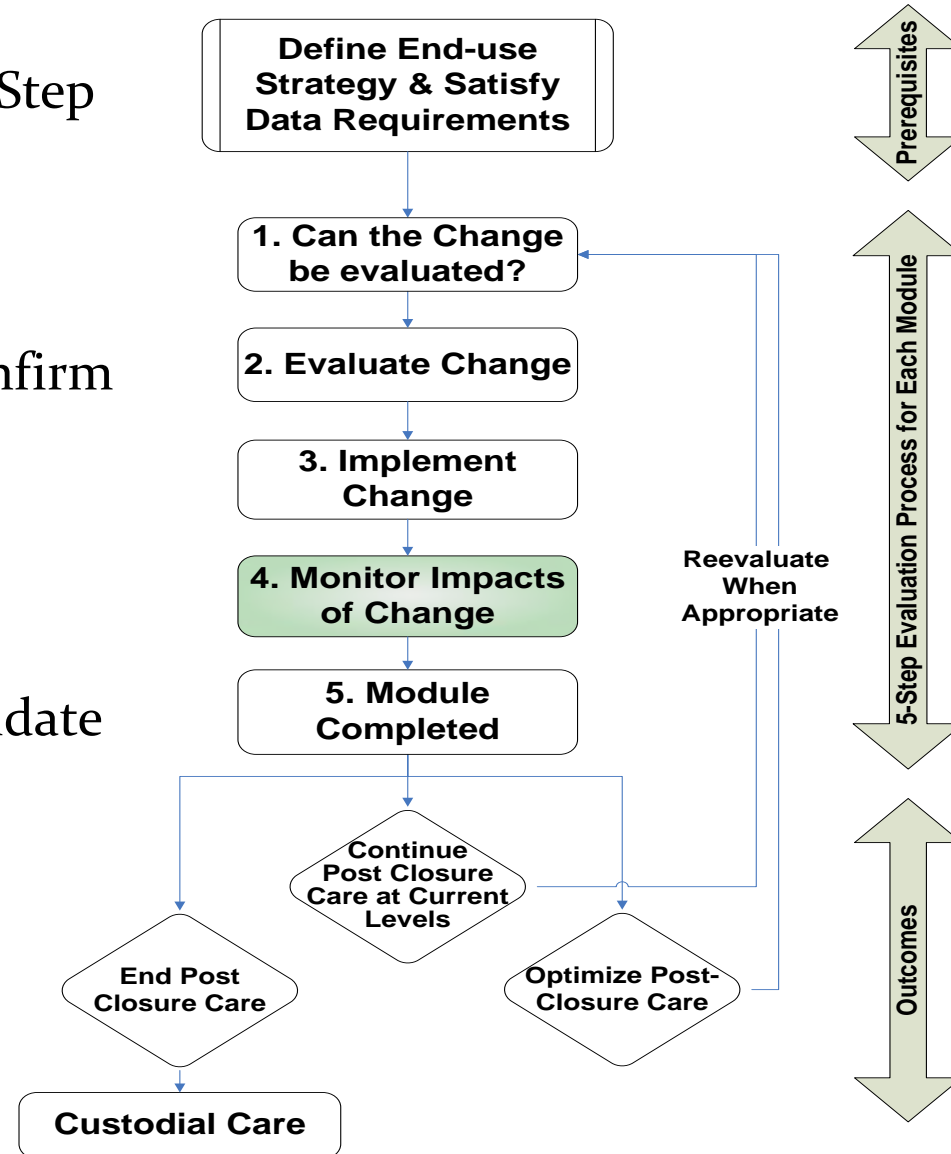 Define End-use
Strategy & Satisfy
Data Requirements
Step
Prerequisites
1. Can the Change
be evaluated?
2. Evaluate Change
nfirm
3. Implement
Change
4. Monitor Impacts
of Change
Reevaluate
When
Appropriate
5-Step Evaluation Process for Each Module
5. Module
Completed
date
Continue
Post Closure
Care at Current
Levels
End Post
Closure Care
Optimize Post-
Closure Care
Outcomes
Custodial Care